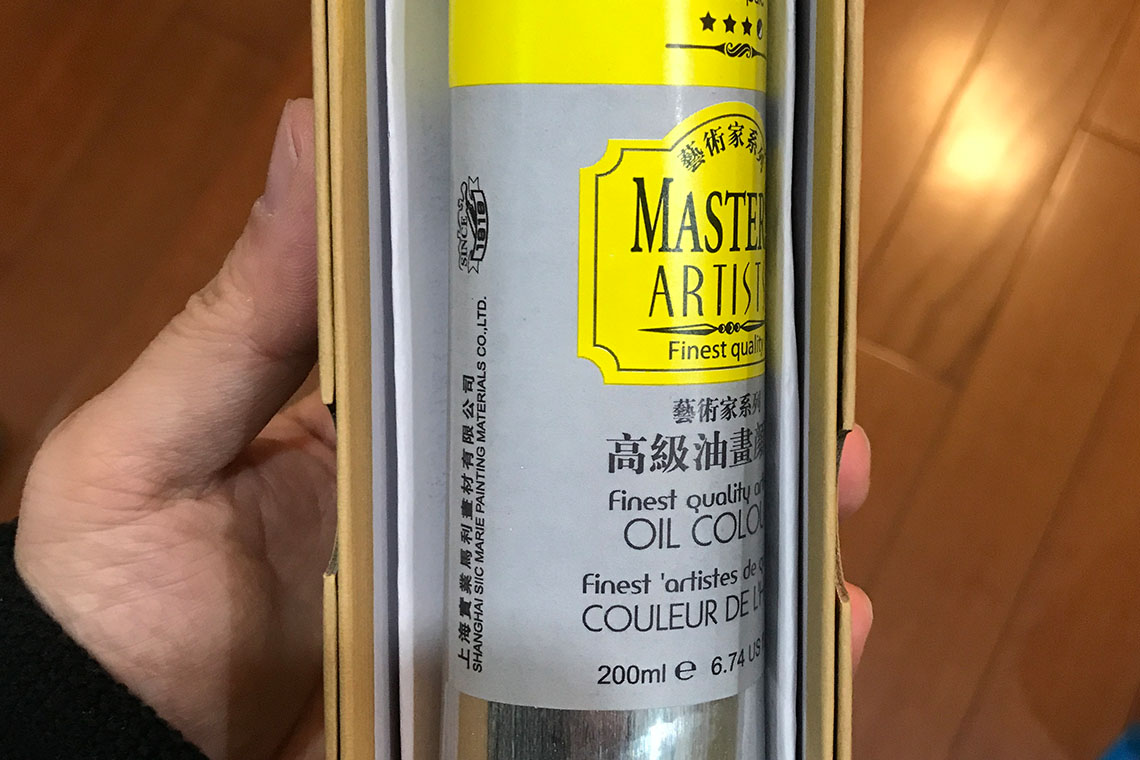 藝術家系列
MASTER
ARTIST
Finest quality
藝術家系列
高級油畫
Finest quality
OIL COLOU
Finest 'artistes de
COULEUR DE L'H
200ml e 6.74 US
SINCE 1919
上海實業馬利畫材有限公司
SHANGHAI SIIC MARIE PAINTING MATERIALS CO.,LTD.